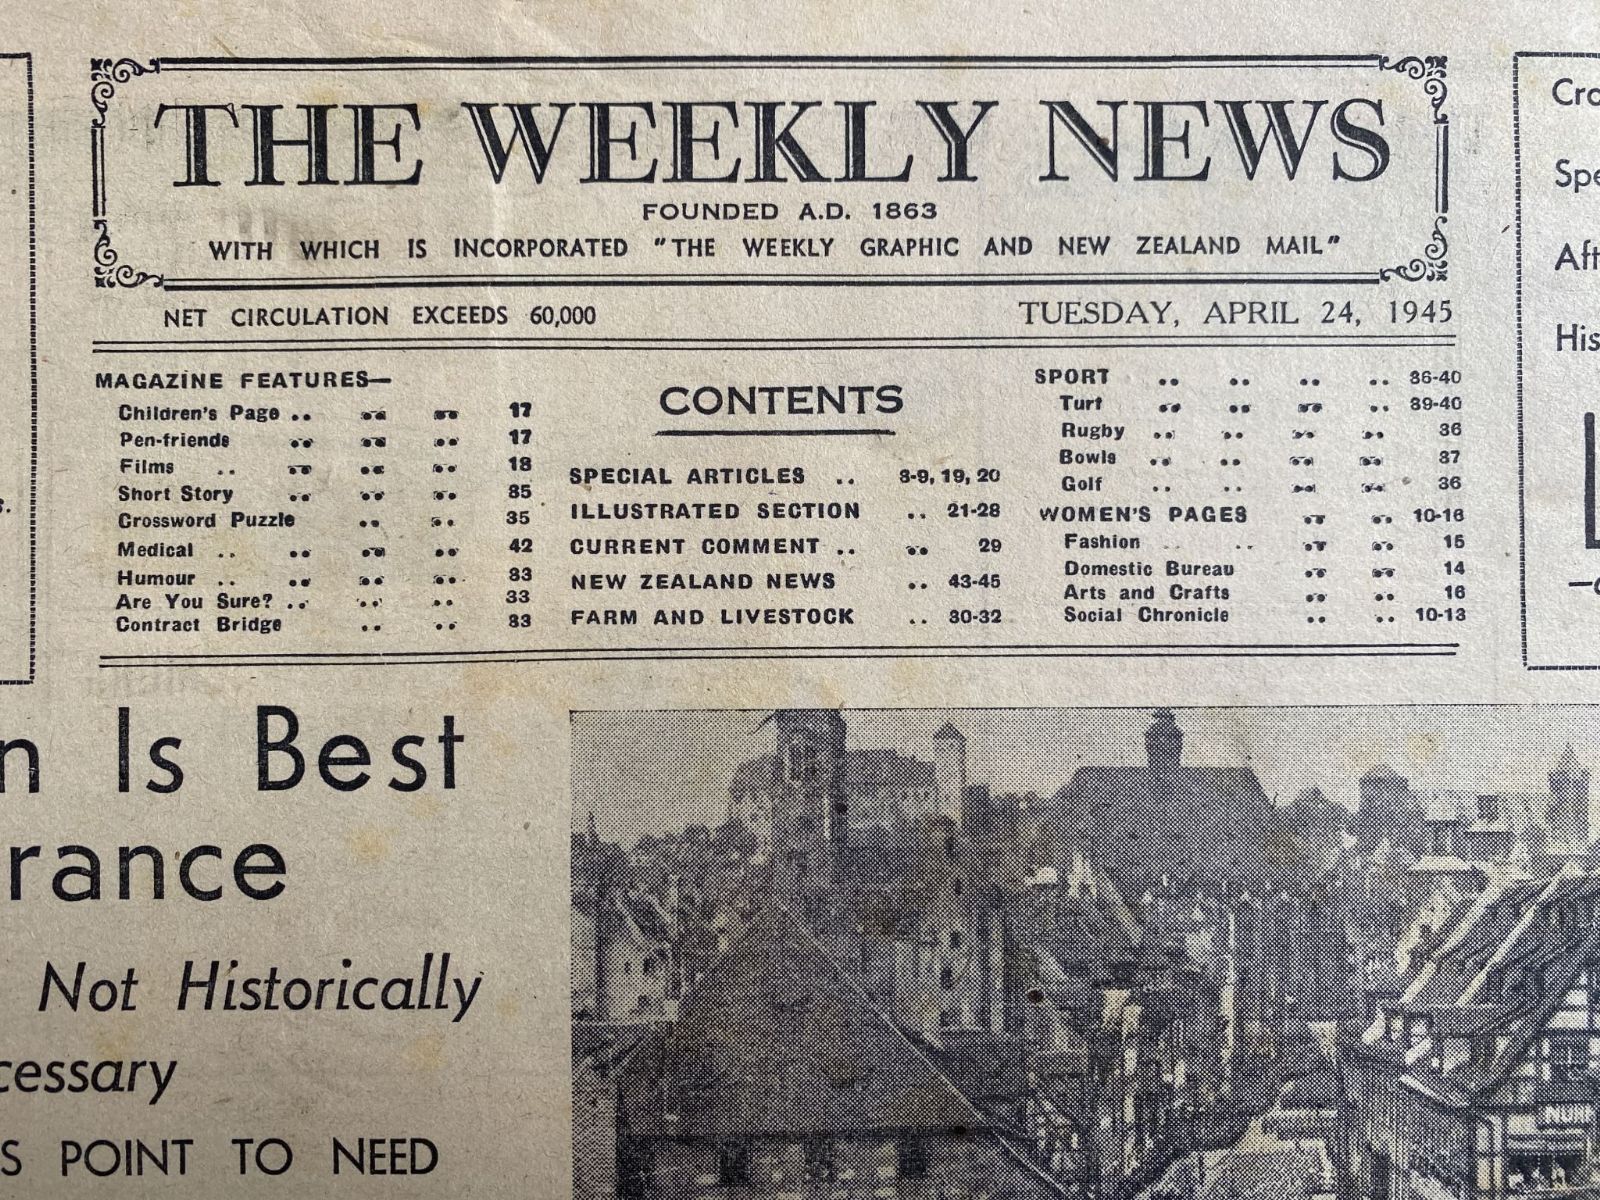 THE WEEKLY NEWS
FOUNDED A.D. 1863
WITH WHICH IS INCORPORATED "THE WEEKLY GRAPHIC AND NEW ZEALAND MAIL"
NET CIRCULATION EXCEEDS 60,000
TUESDAY, APRIL 24, 1945
MAGAZINE FEATURES—
Children's Page .. .. .. 17
Pen-friends .. .. .. 17
Films .. .. .. .. 18
Short Story .. .. .. 35
Crossword Puzzle .. .. 35
Medical .. .. .. .. 42
Humour .. .. .. .. 33
Are You Sure? .. .. .. 33
Contract Bridge .. .. 33
CONTENTS
SPECIAL ARTICLES .. 8-9, 19, 20
ILLUSTRATED SECTION .. 21-28
CURRENT COMMENT .. .. 29
NEW ZEALAND NEWS .. 43-45
FARM AND LIVESTOCK .. 30-32
SPORT .. .. .. .. 36-40
Turf .. .. .. .. 39-40
Rugby .. .. .. .. 36
Bowls .. .. .. .. 37
Golf .. .. .. .. 36
WOMEN'S PAGES .. .. 10-16
Fashion .. .. .. .. 15
Domestic Bureau .. .. 14
Arts and Crafts .. .. 16
Social Chronicle .. .. 10-13
Cro
Spe
Aft
His
n Is Best
rance
Not Historically
cessary
S POINT TO NEED
NUR